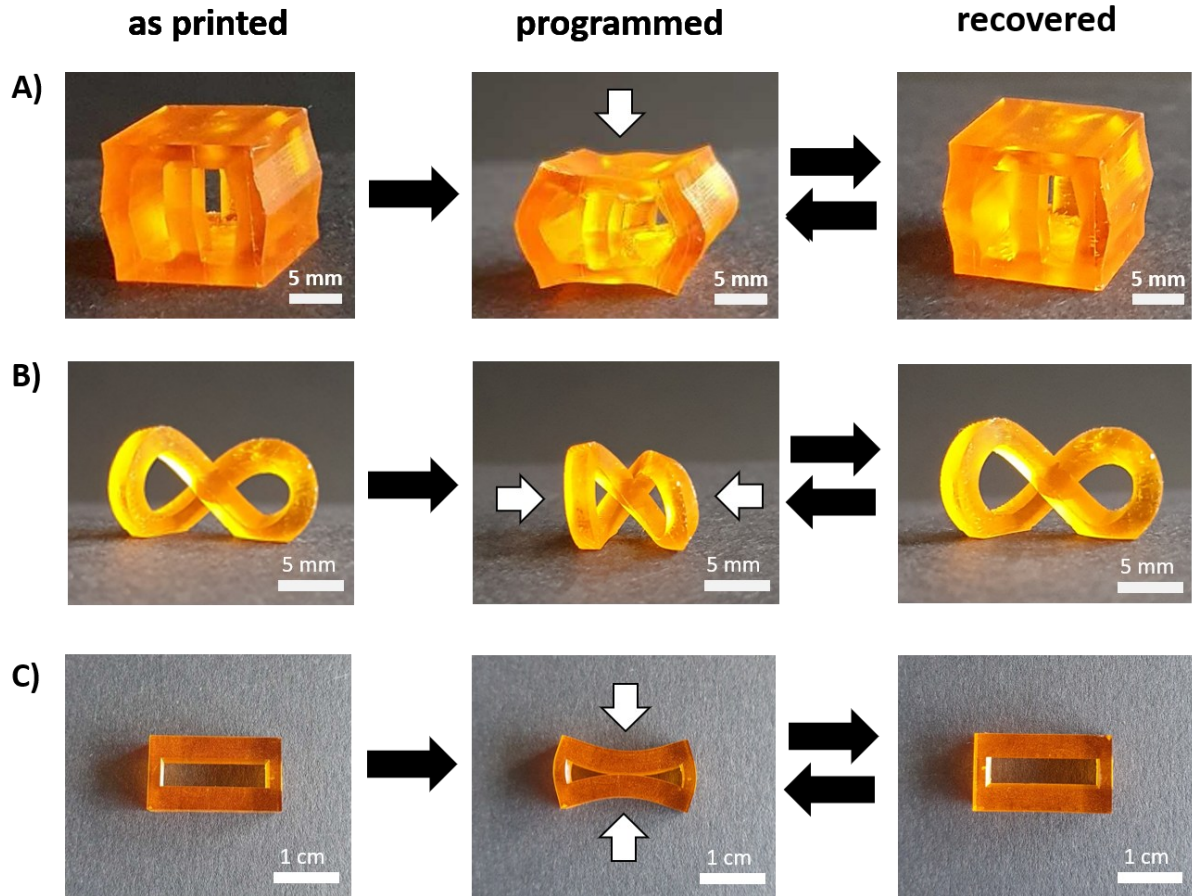 as printed programmed recovered
A)
5 mm 5 mm 5 mm
B)
5 mm 5 mm 5 mm
C)
1 cm 1 cm 1 cm